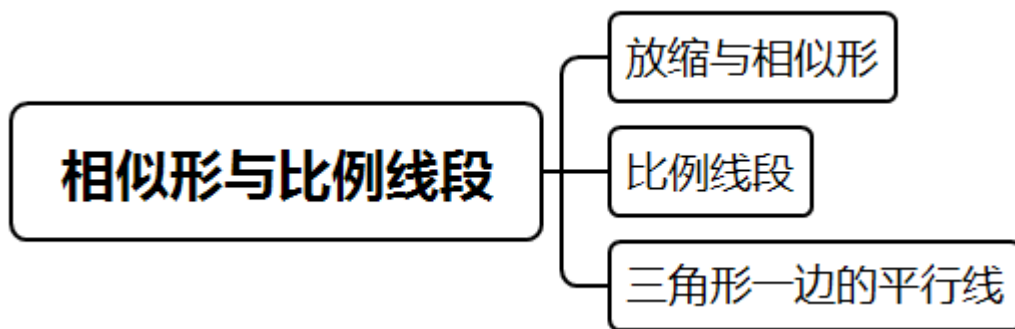 放缩与相似形
相似形与比例线段
比例线段
三角形一边的平行线